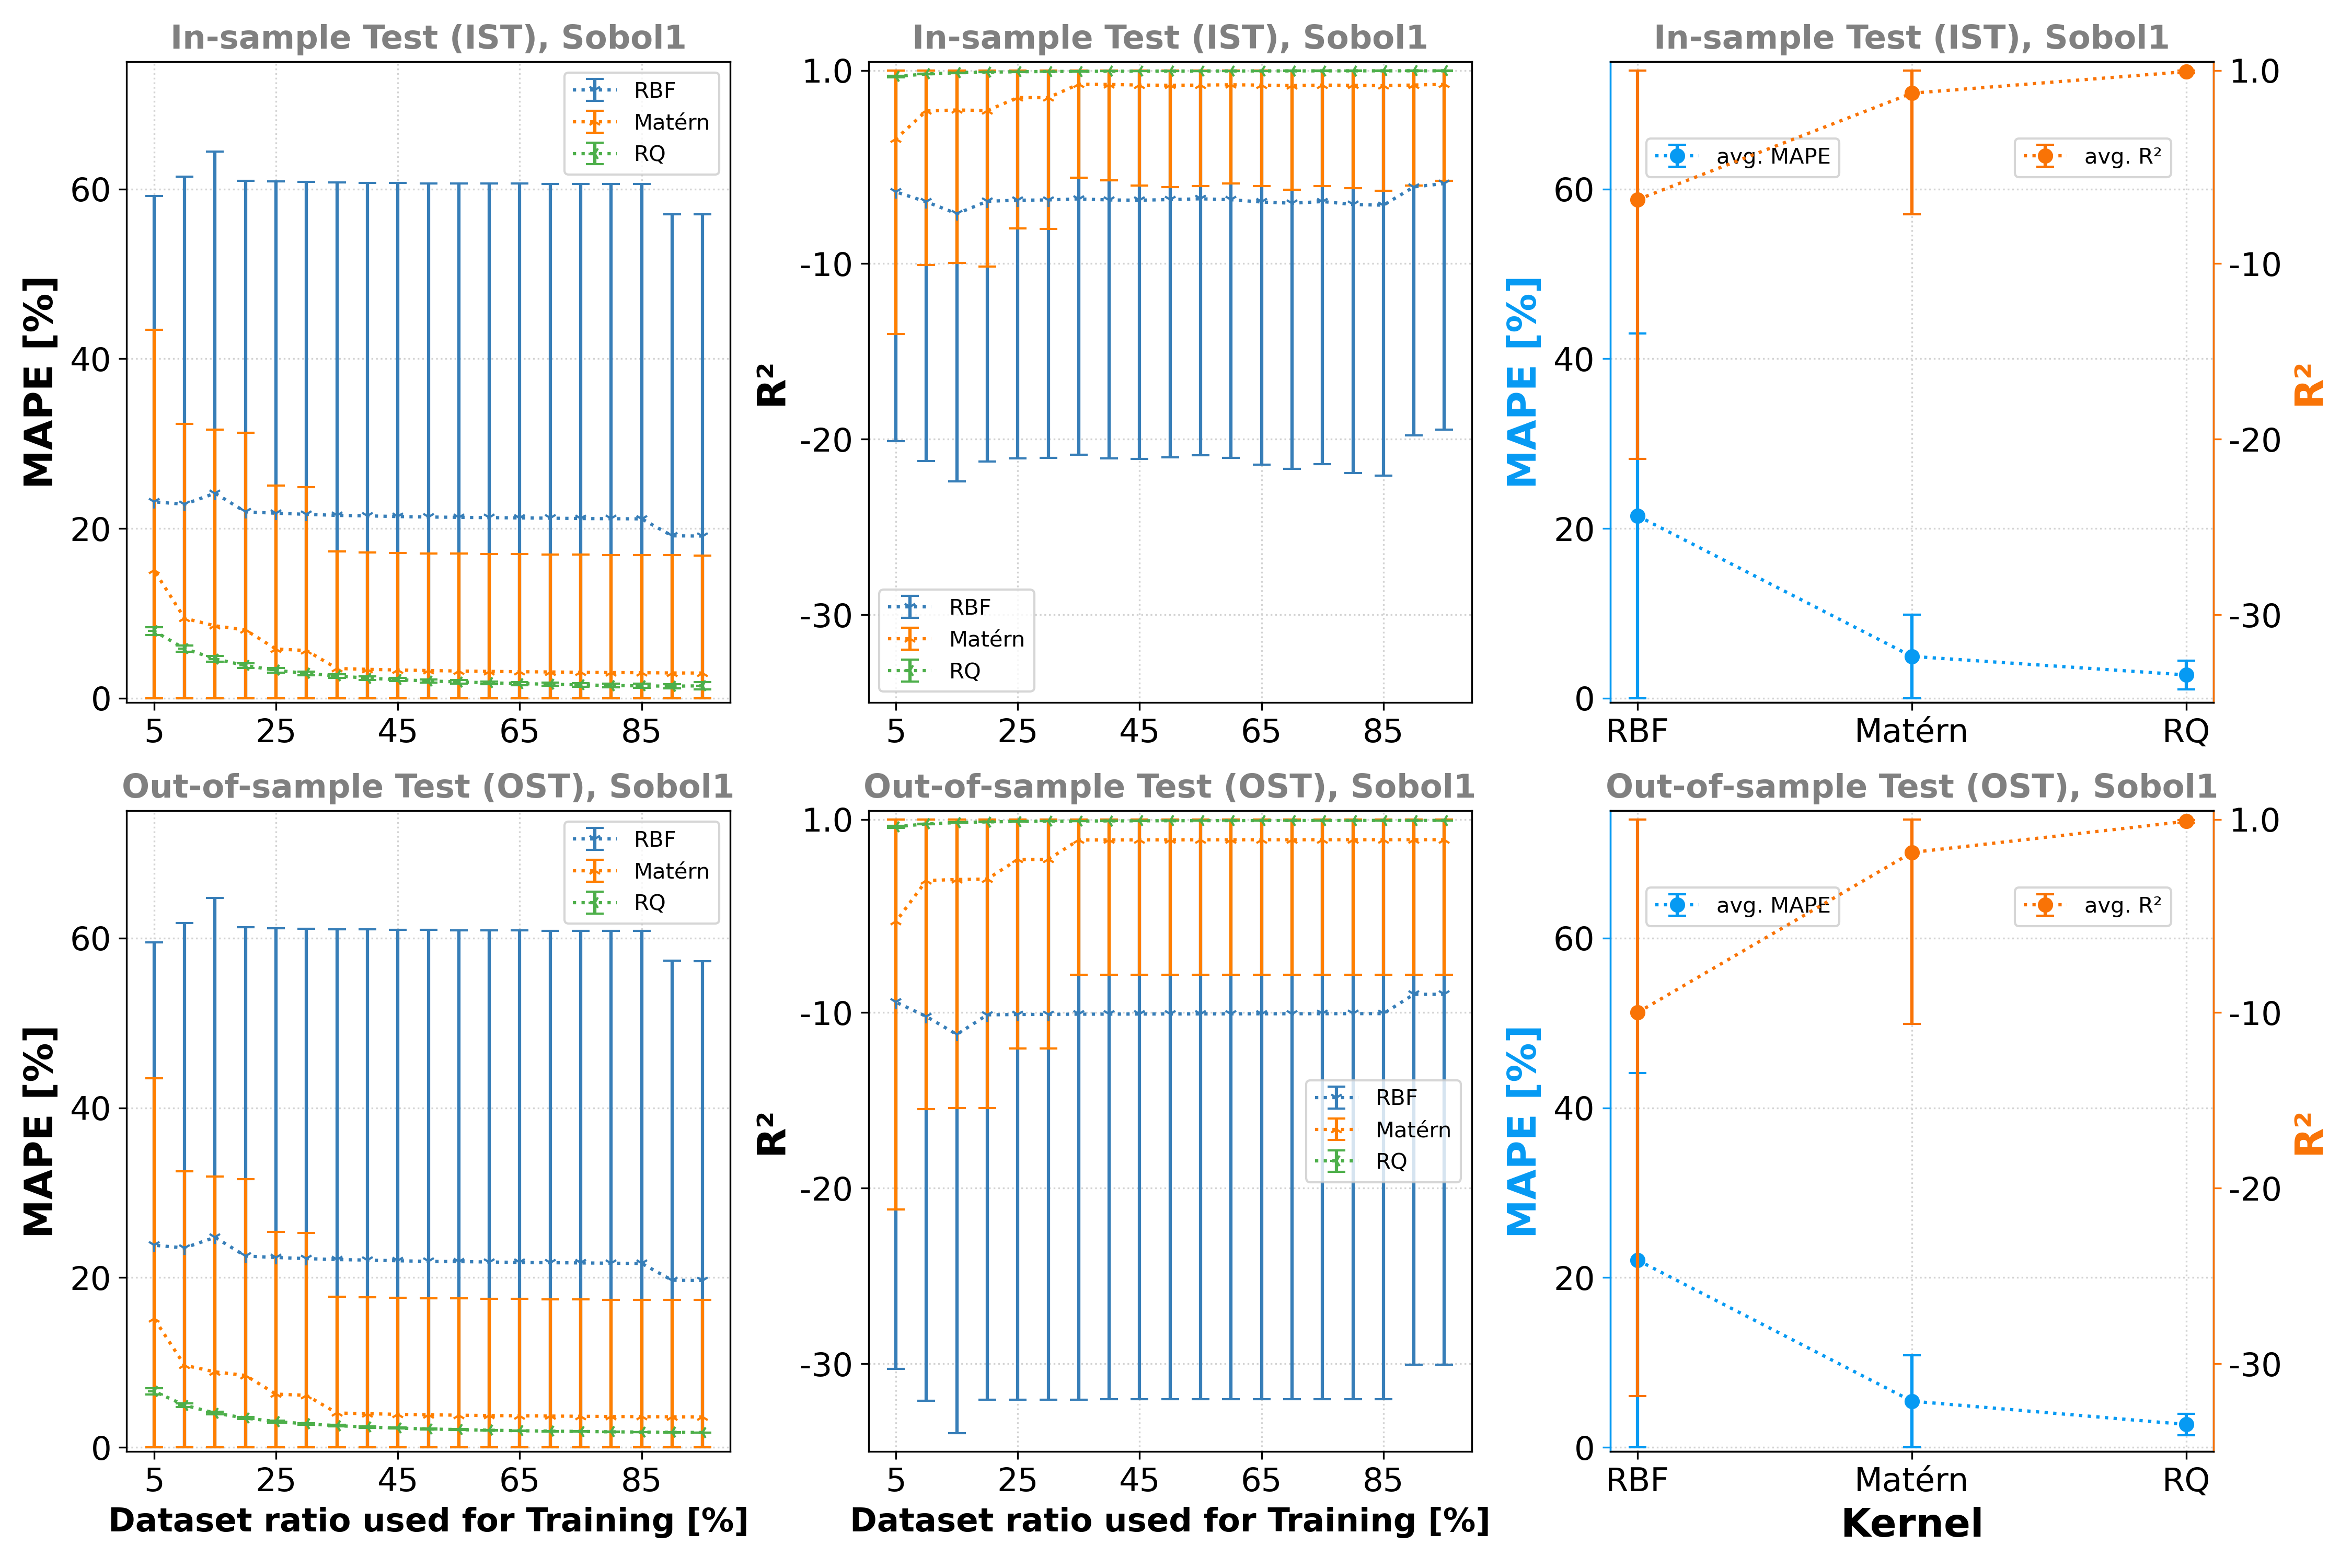 In-sample Test (IST), Sobol1
MAPE [%]
60
40
20
0
5 25 45 65 85
RBF
Matérn
RQ
In-sample Test (IST), Sobol1
R²
1.0
-10
-20
-30
5 25 45 65 85
RBF
Matérn
RQ
In-sample Test (IST), Sobol1
MAPE [%]
60
40
20
0
avg. MAPE
avg. R²
1.0
-10
-20
-30
R²
RBF Matérn RQ
Out-of-sample Test (OST), Sobol1
MAPE [%]
60
40
20
0
5 25 45 65 85
Dataset ratio used for Training [%]
RBF
Matérn
RQ
Out-of-sample Test (OST), Sobol1
R²
1.0
-10
-20
-30
5 25 45 65 85
Dataset ratio used for Training [%]
RBF
Matérn
RQ
Out-of-sample Test (OST), Sobol1
MAPE [%]
60
40
20
0
avg. MAPE
avg. R²
1.0
-10
-20
-30
R²
RBF Matérn RQ
Kernel